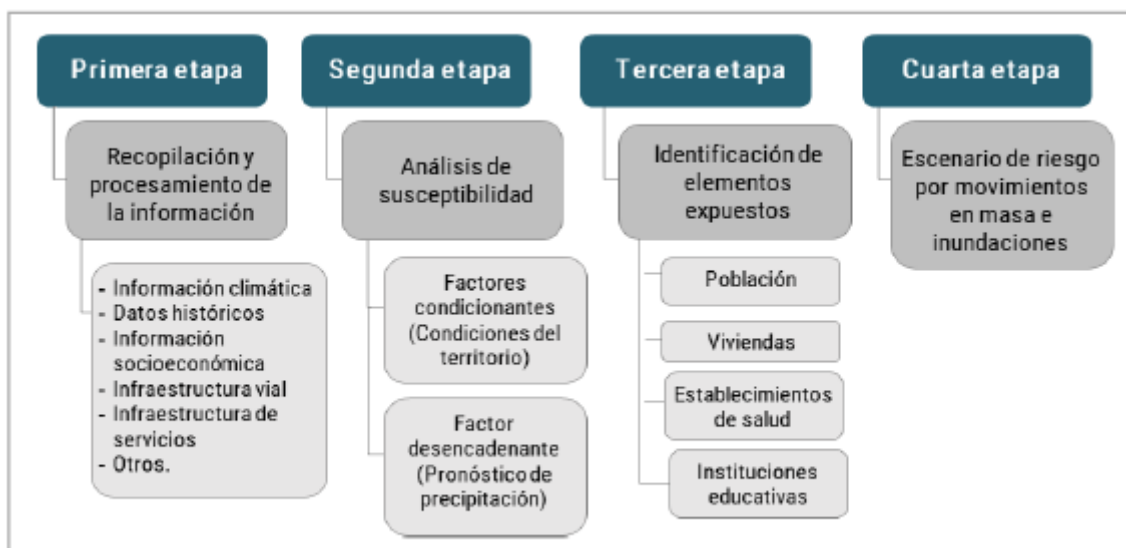 Primera etapa
Recopilación y
procesamiento de
la información
- Información climática
- Datos históricos
- Información
socioeconómica
- Infraestructura vial
- Infraestructura de
servicios
- Otros.
Segunda etapa
Análisis de
susceptibilidad
Factores
condicionantes
(Condiciones del
territorio)
Factor
desencadenante
(Pronóstico de
precipitación)
Tercera etapa
Identificación de
elementos
expuestos
Población
Viviendas
Establecimientos
de salud
Instituciones
educativas
Cuarta etapa
Escenario de riesgo
por movimientos
en masa e
inundaciones